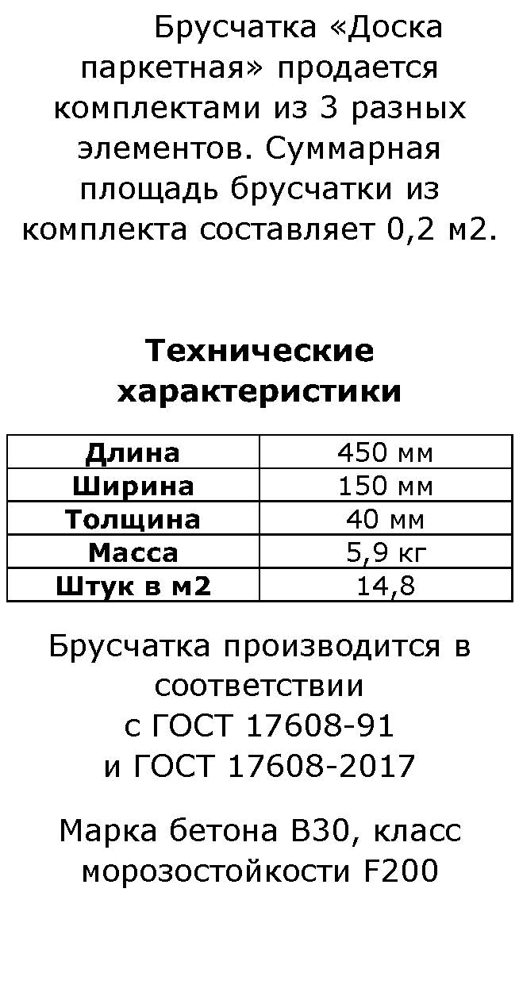 Брусчатка «Доска
паркетная» продается
комплектами из 3 разных
элементов. Суммарная
площадь брусчатки из
комплекта составляет 0,2 м2.
Технические
характеристики
Длина 450 мм
Ширина 150 мм
Толщина 40 мм
Масса 5,9 кг
Штук в м2 14,8
Брусчатка производится в
соответствии
с ГОСТ 17608-91
и ГОСТ 17608-2017
Марка бетона В30, класс
морозостойкости F200